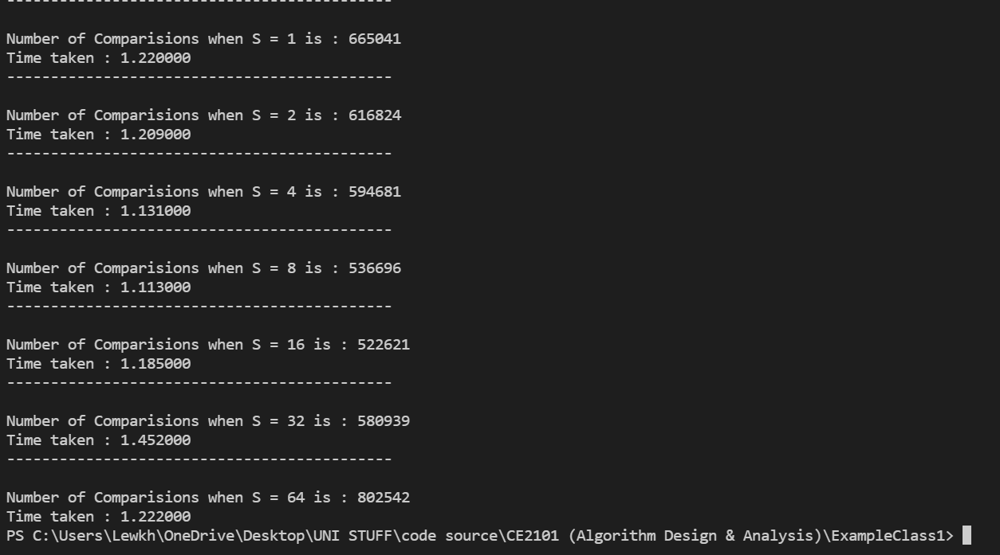 --------------------------------------------
Number of Comparisions when S = 1 is : 665041
Time taken : 1.220000
--------------------------------------------
Number of Comparisions when S = 2 is : 616824
Time taken : 1.209000
--------------------------------------------
Number of Comparisions when S = 4 is : 594681
Time taken : 1.131000
--------------------------------------------
Number of Comparisions when S = 8 is : 536696
Time taken : 1.113000
--------------------------------------------
Number of Comparisions when S = 16 is : 522621
Time taken : 1.185000
--------------------------------------------
Number of Comparisions when S = 32 is : 580939
Time taken : 1.452000
--------------------------------------------
Number of Comparisions when S = 64 is : 802542
Time taken : 1.222000
PS C:\Users\Lewkh\OneDrive\Desktop\UNI STUFF\code source\CE2101 (Algorithm Design & Analysis)\ExampleClass1>